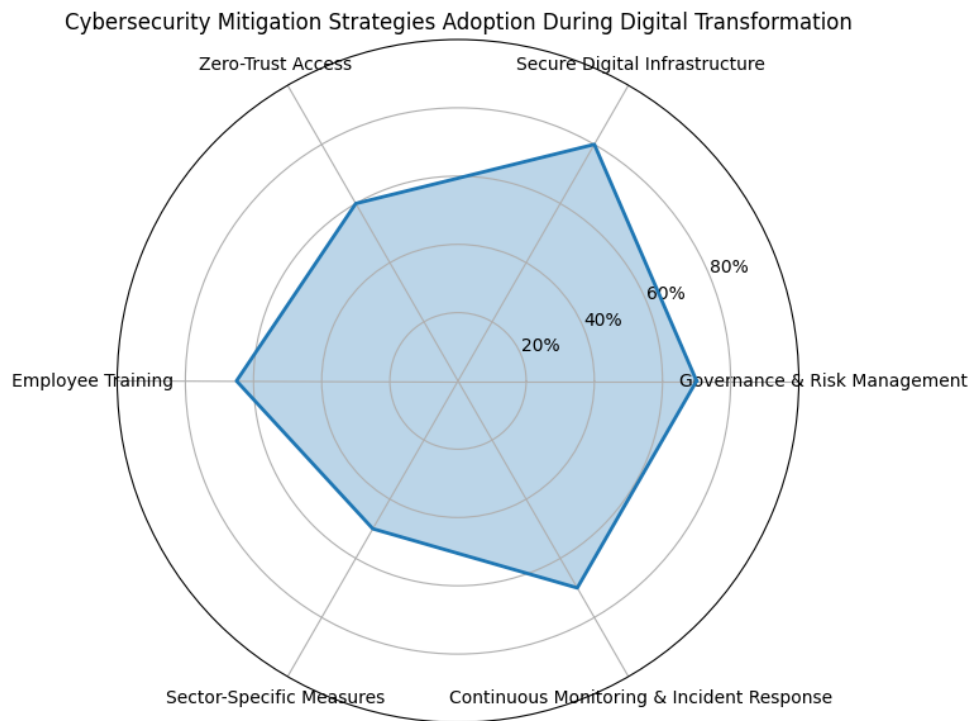 Cybersecurity Mitigation Strategies Adoption During Digital Transformation
Zero-Trust Access
Secure Digital Infrastructure
80%
60%
40%
20%
Employee Training
Governance & Risk Management
Sector-Specific Measures
Continuous Monitoring & Incident Response